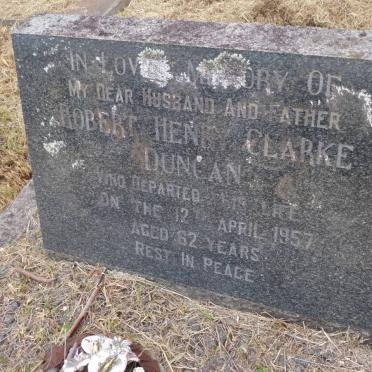 IN LOVING MEMORY OF
MY DEAR HUSBAND AND FATHER
ROBERT HENRY CLARKE
DUNCAN
WHO DEPARTED THIS LIFE
ON THE 12 APRIL 1957
AGED 62 YEARS
REST IN PEACE